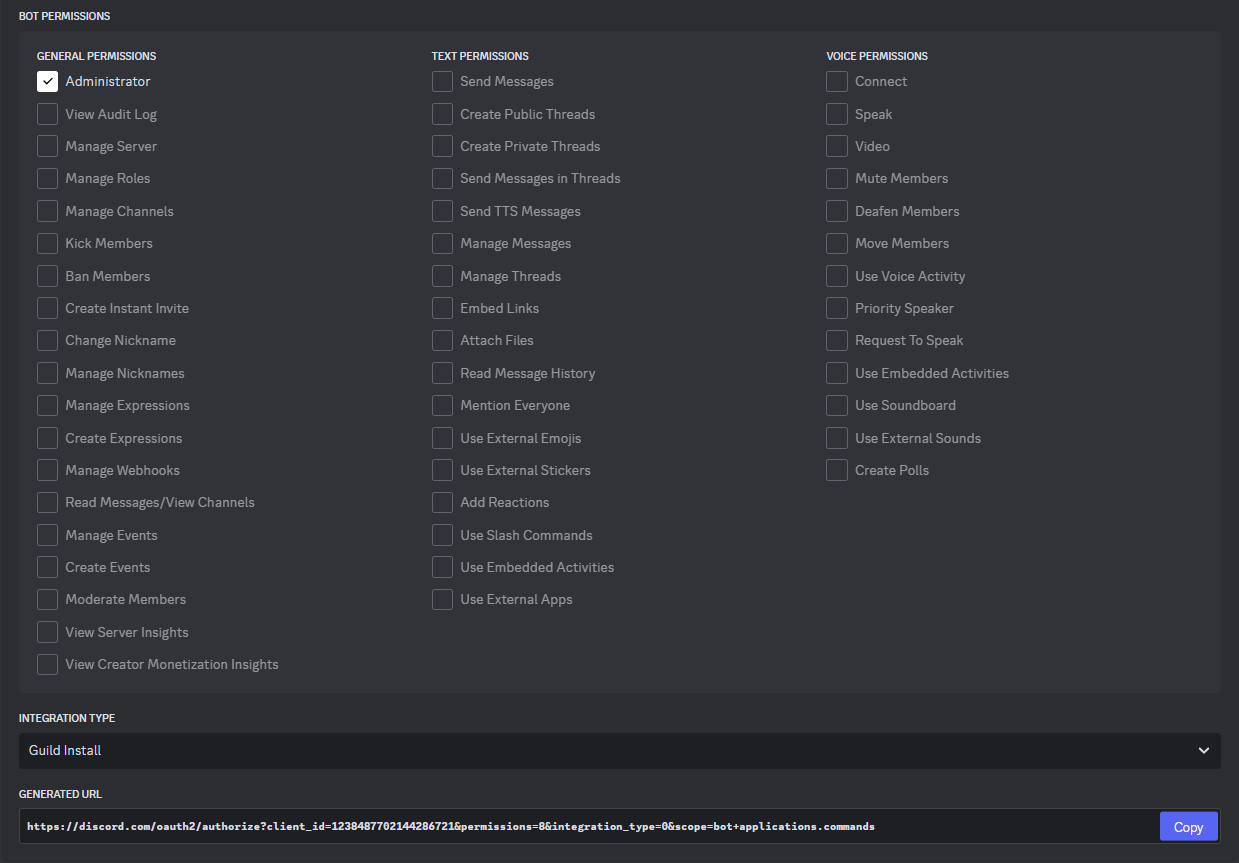 BOT PERMISSIONS
GENERAL PERMISSIONS
Administrator
View Audit Log
Manage Server
Manage Roles
Manage Channels
Kick Members
Ban Members
Create Instant Invite
Change Nickname
Manage Nicknames
Manage Expressions
Create Expressions
Manage Webhooks
Read Messages/View Channels
Manage Events
Create Events
Moderate Members
View Server Insights
View Creator Monetization Insights
TEXT PERMISSIONS
Send Messages
Create Public Threads
Create Private Threads
Send Messages in Threads
Send TTS Messages
Manage Messages
Manage Threads
Embed Links
Attach Files
Read Message History
Mention Everyone
Use External Emojis
Use External Stickers
Add Reactions
Use Slash Commands
Use Embedded Activities
Use External Apps
VOICE PERMISSIONS
Connect
Speak
Video
Mute Members
Deafen Members
Move Members
Use Voice Activity
Priority Speaker
Request To Speak
Use Embedded Activities
Use Soundboard
Use External Sounds
Create Polls
INTEGRATION TYPE
Guild Install
GENERATED URL
https://discord.com/oauth2/authorize?client_id=1238487702144286721&permissions=8&integration_type=0&scope=bot+applications.commands
Copy